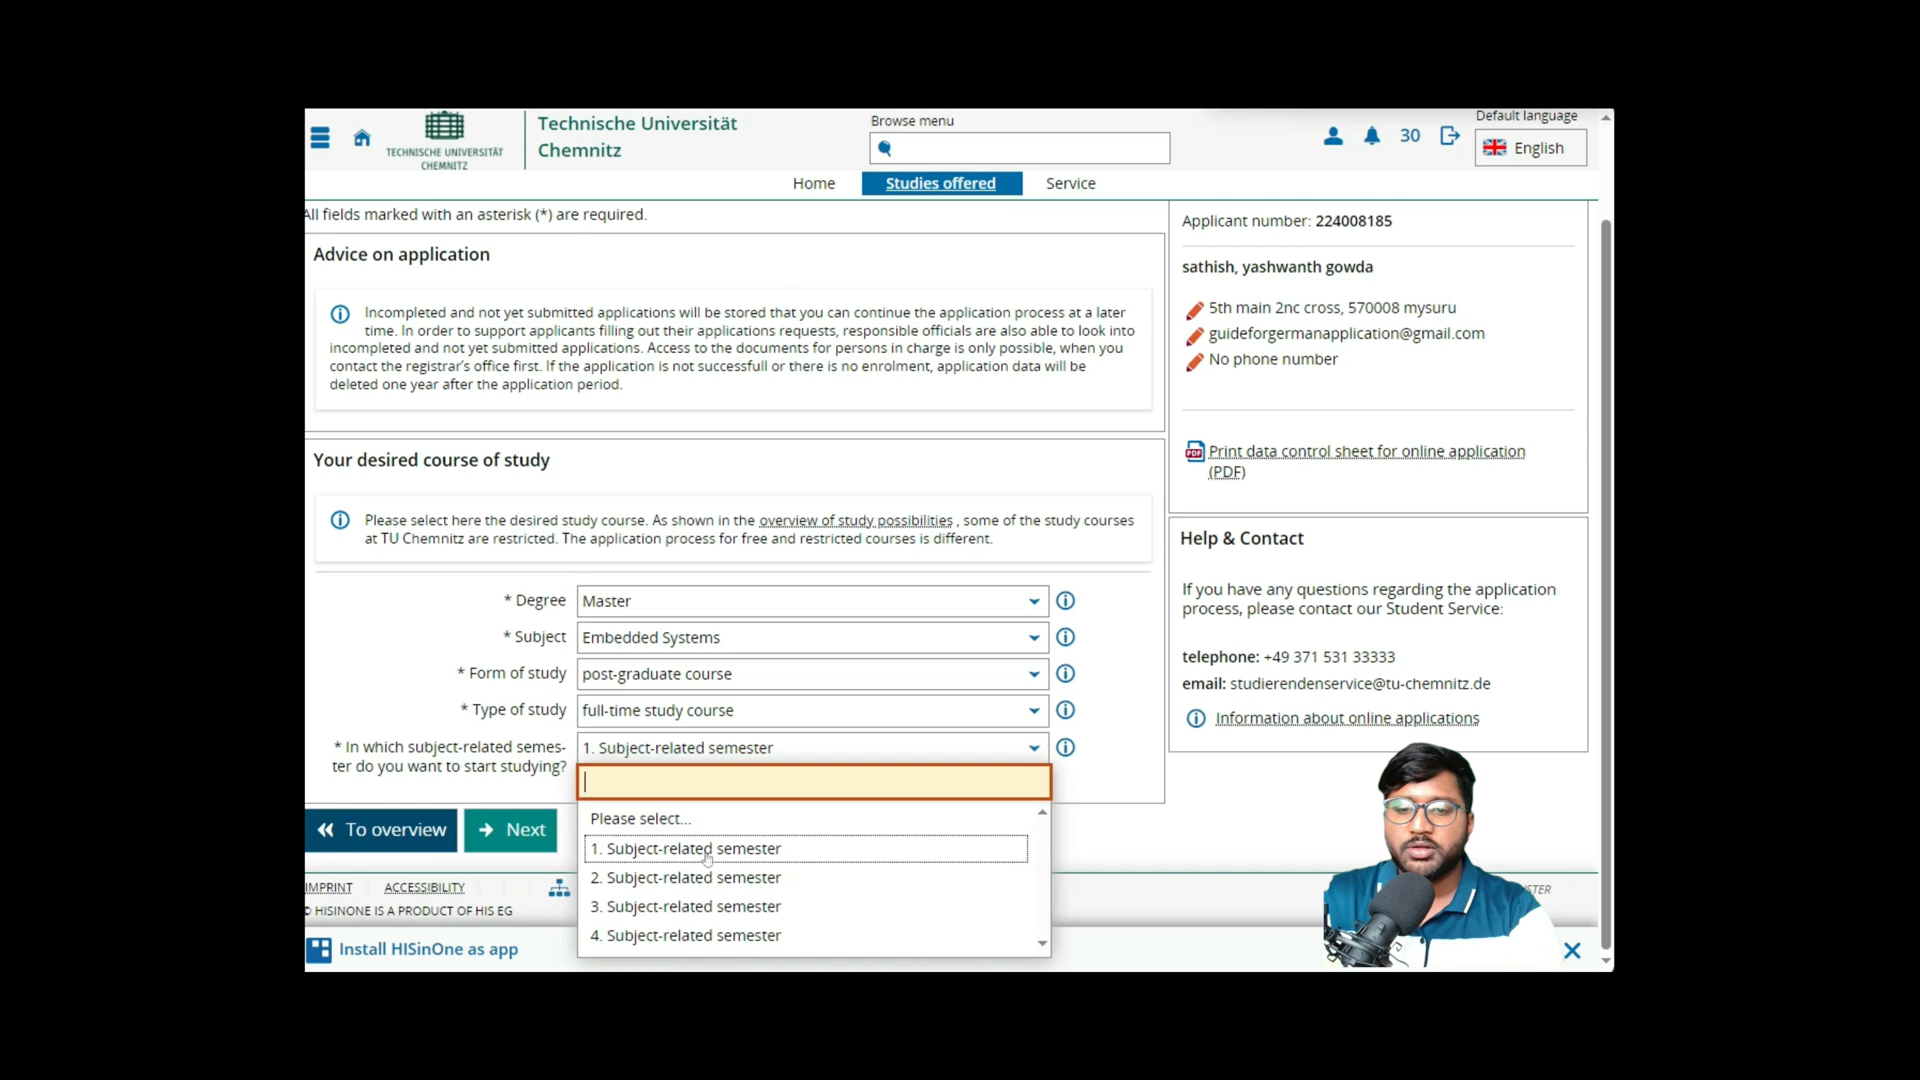 TECHNISCHE UNIVERSITÄT
CHEMNITZ
Technische Universität
Chemnitz
Browse menu
30
Default language
English
Home
Studies offered
Service
All fields marked with an asterisk (*) are required.
Advice on application
Incompleted and not yet submitted applications will be stored that you can continue the application process at a later
time. In order to support applicants filling out their applications requests, responsible officials are also able to look into
incompleted and not yet submitted applications. Access to the documents for persons in charge is only possible, when you
contact the registrar's office first. If the application is not successfull or there is no enrolment, application data will be
deleted one year after the application period.
Your desired course of study
Please select here the desired study course. As shown in the overview of study possibilities , some of the study courses
at TU Chemnitz are restricted. The application process for free and restricted courses is different.
* Degree
Master
* Subject
Embedded Systems
* Form of study
post-graduate course
* Type of study
full-time study course
* In which subject-related semes-
ter do you want to start studying?
1. Subject-related semester
Please select...
1. Subject-related semester
2. Subject-related semester
3. Subject-related semester
4. Subject-related semester
To overview
Next
IMPRINT
ACCESSIBILITY
© HISINONE IS A PRODUCT OF HIS EG
Install HISinOne as app
Applicant number: 224008185
sathish, yashwanth gowda
5th main 2nc cross, 570008 mysuru
guideforgermanapplication@gmail.com
No phone number
PDF
Print data control sheet for online application
(PDF)
Help & Contact
If you have any questions regarding the application
process, please contact our Student Service:
telephone: +49 371 531 33333
email: studierendenservice@tu-chemnitz.de
Information about online applications